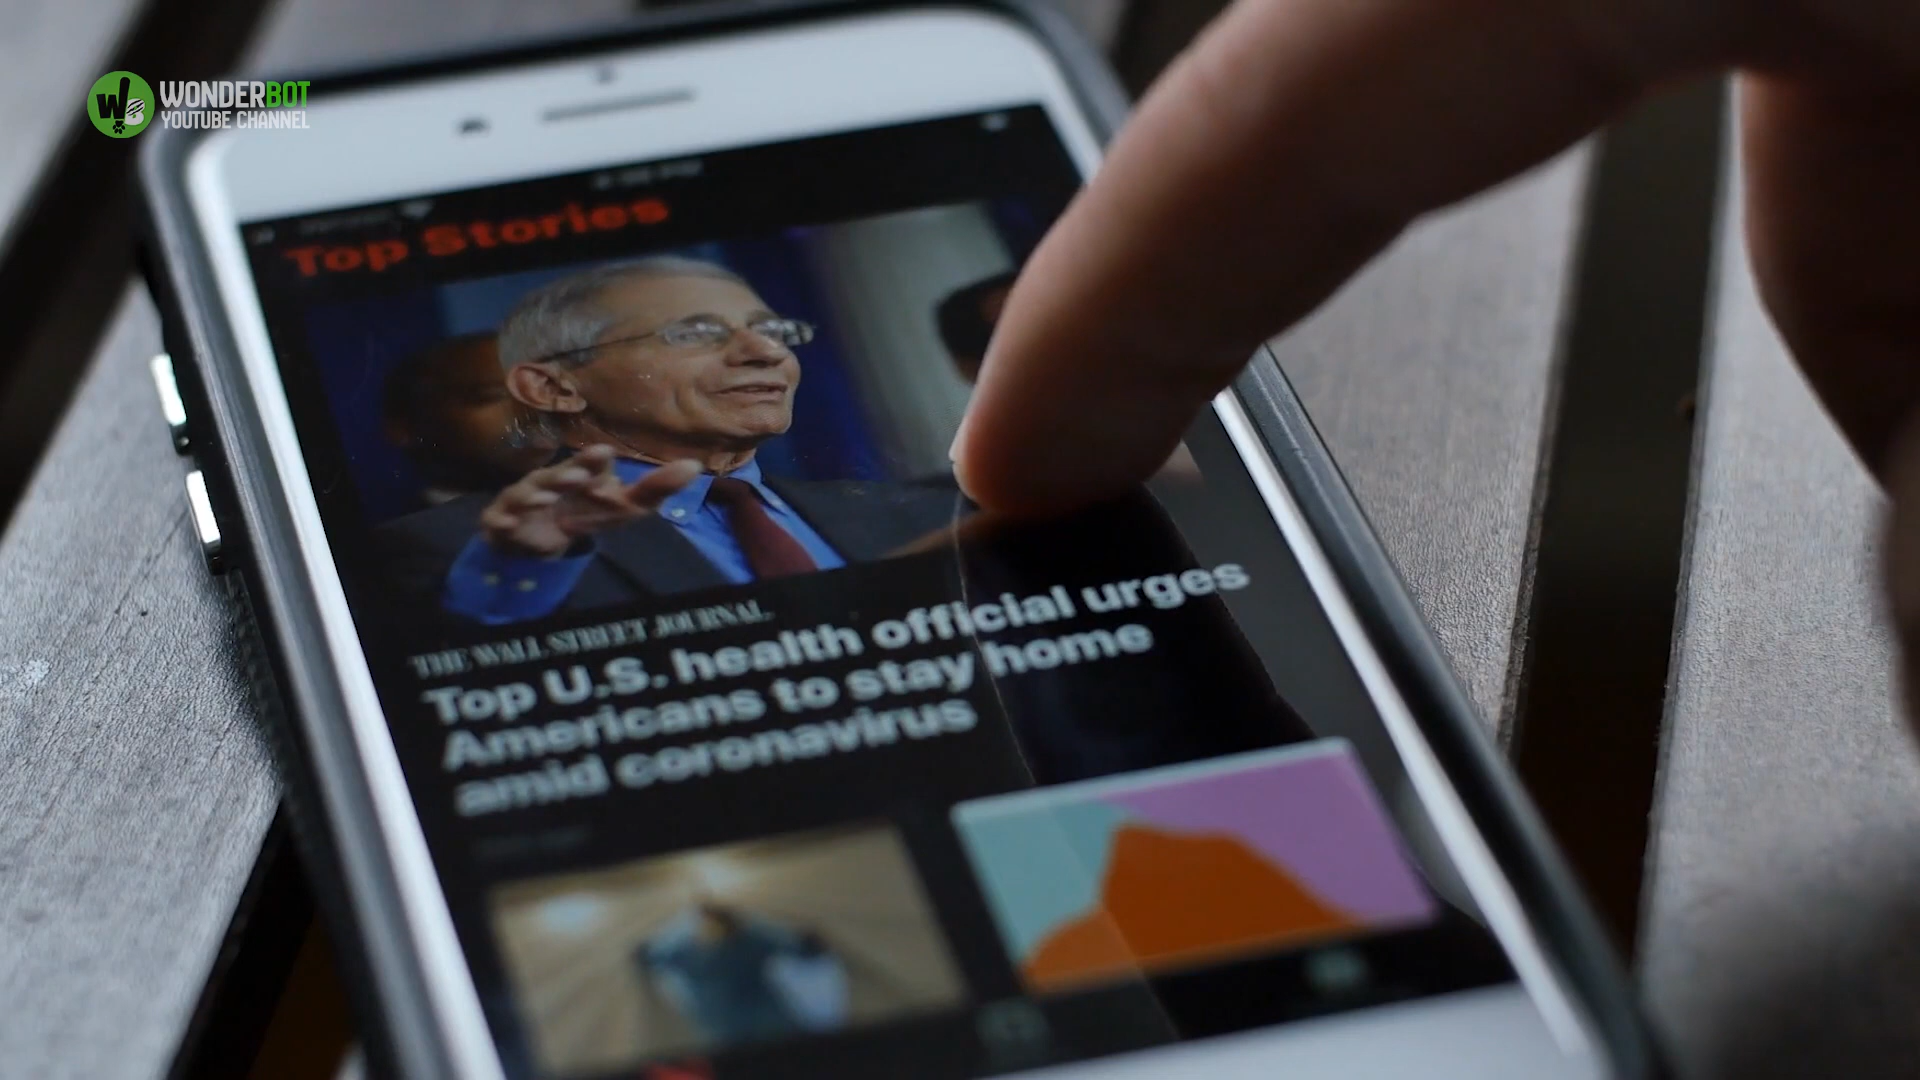 WONDERBOT
YOUTUBE CHANNEL
Top Stories
THE WALL STREET JOURNAL.
Top U.S. health official urges
Americans to stay home
amid coronavirus